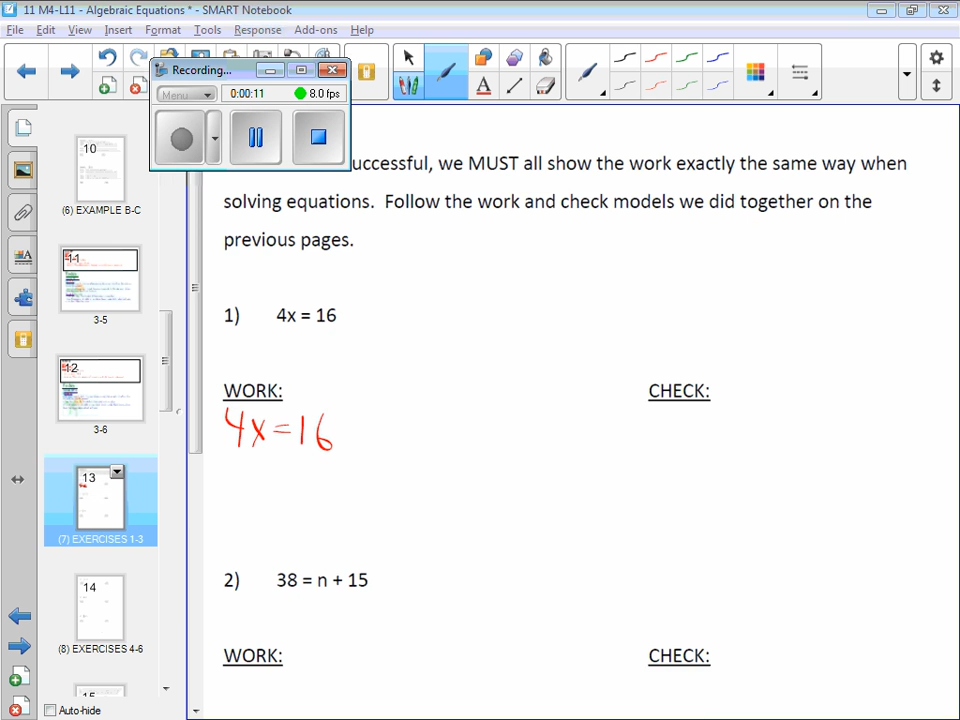 11 M4-L11 - Algebraic Equations * - SMART Notebook
File Edit View Insert Format Tools Response Add-ons Help
Recording...
Menu 0:00:11 8.0 fps
10
(6) EXAMPLE B-C
11
3-5
12
3-6
13
(7) EXERCISES 1-3
14
(8) EXERCISES 4-6
15
Auto-hide
uccessful, we MUST all show the work exactly the same way when
solving equations. Follow the work and check models we did together on the
previous pages.
1) 4x = 16
WORK: CHECK:
4x=16
2) 38 = n + 15
WORK: CHECK: